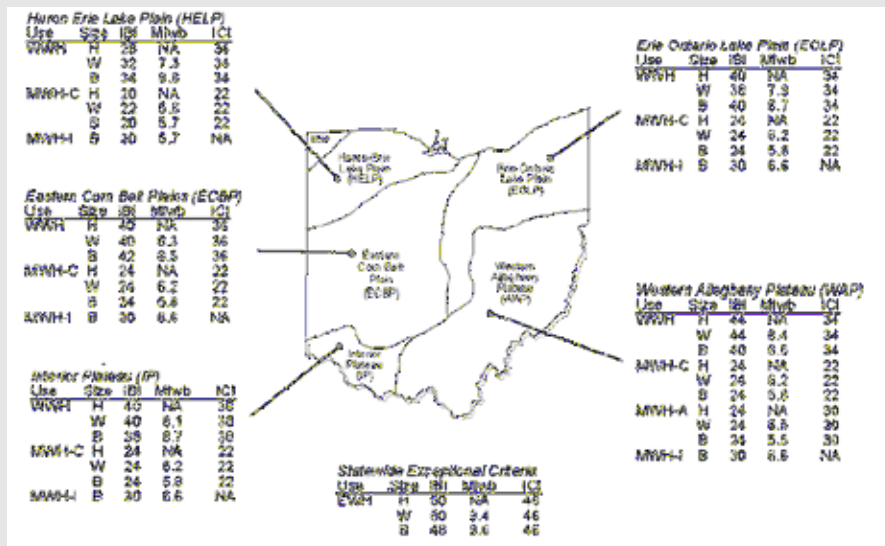 Huron Erie Lake Plain (HELP)
Use Size IBI MIwb ICI
WWH H 28 NA 34
W 32 7.3 34
B 34 8.6 34
MWH-C H 20 NA 22
W 22 22
B 20 5.7 22
MWH-I B 30 5.7 NA
Erie Ontario Lake Plain (EOLP)
Use Size IBI MIwb ICI
WWH H 40 NA 34
W 38 7.9 34
B 40 8.7 34
MWH-C H 24 NA 22
W 24 6.2 22
B 24 5.8 22
MWH-I B 30 6.6 NA
Huron-Erie
Lake Plain
(HELP)
Erie Ontario
Lake Plain
(EOLP)
Eastern Corn Belt Plains (ECBP)
Use Size IBI MIwb ICI
WWH H 40 NA 36
W 40 8.3 36
B 42 8.5 36
MWH-C H 24 NA 22
W 24 6.2 22
B 24 5.8 22
MWH-I B 30 6.6 NA
Eastern
Corn Belt
Plain
(ECBP)
Western
Allegheny
Plateau
(WAP)
Western Allegheny Plateau (WAP)
Use Size IBI MIwb ICI
WWH H 44 NA 34
W 44 8.4 34
B 40 8.6 34
MWH-C H 24 NA 22
W 24 6.2 22
B 24 5.8 22
MWH-A H 24 NA 30
W 24 30
B 24 5.5 30
MWH-I B 30 6.6 NA
Interior
Plateau
(IP)
Interior Plateau (IP)
Use Size IBI MIwb ICI
WWH H 40 NA
W 40 8.1
B 38 8.7
MWH-C H 24 NA 22
W 24 6.2 22
B 24 5.8 22
MWH-I B 30 6.6 NA
Statewide Exceptional Criteria
Use Size IBI MIwb ICI
EWH H 50 NA 46
W 50 9.4 46
B 48 9.6 46